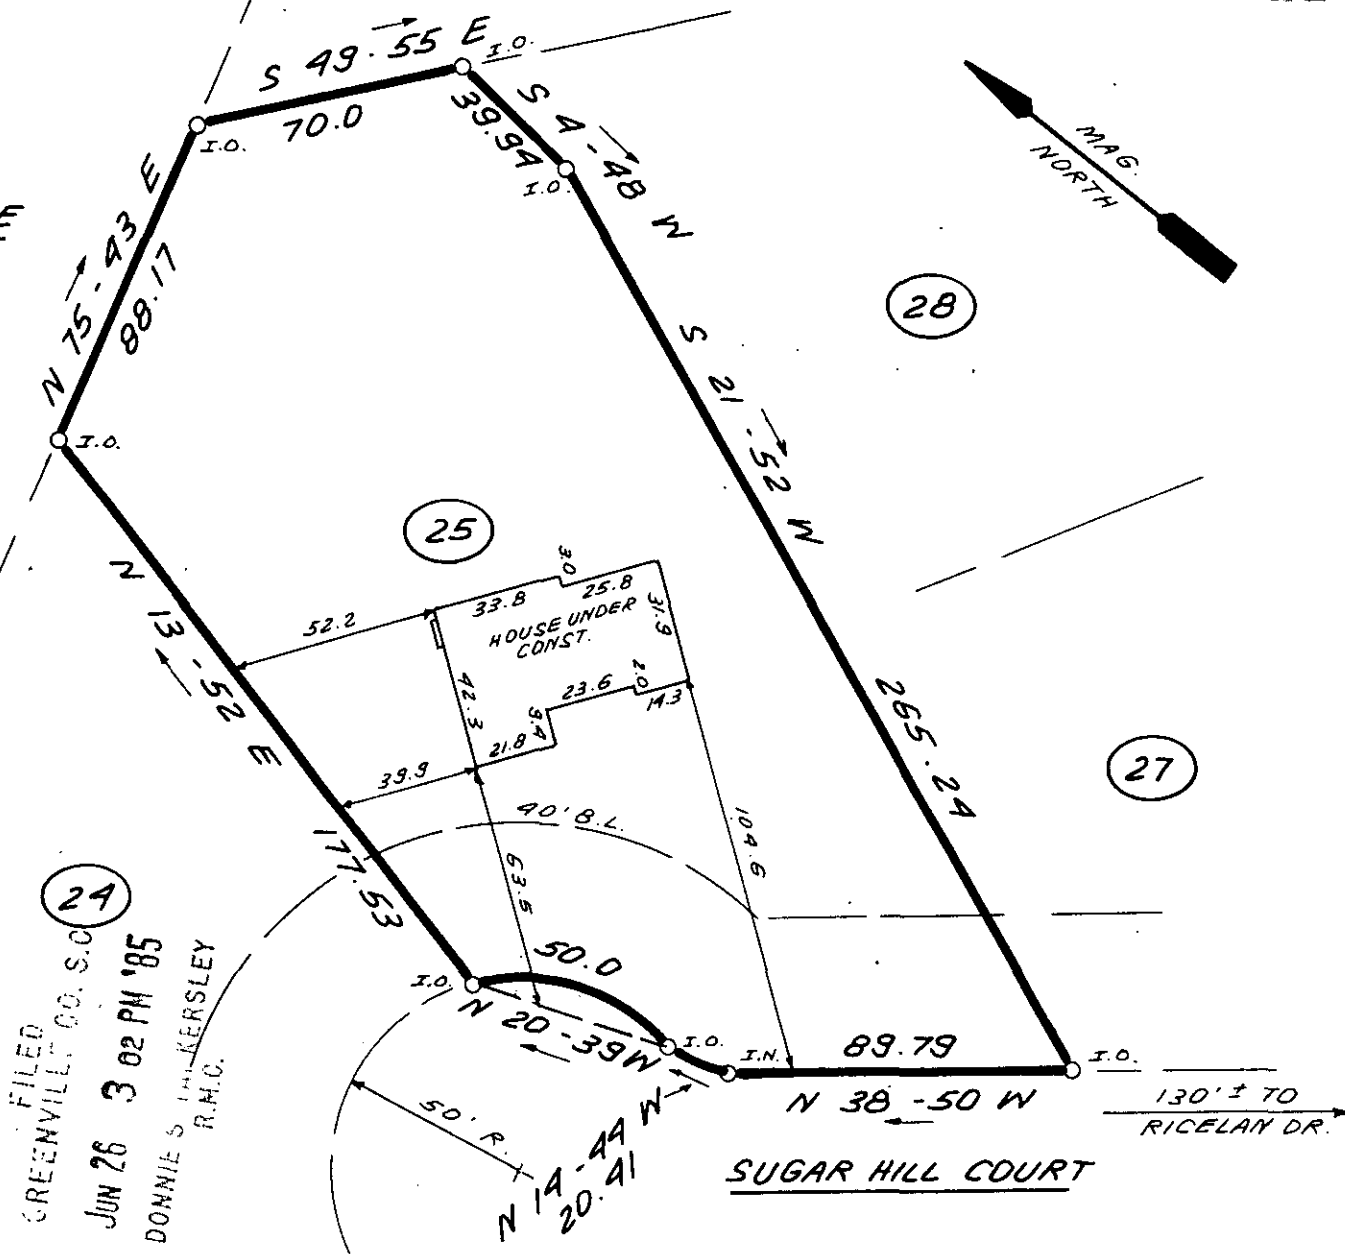 S 49-55 E
I.O.
70.0
I.O.
S 4-48 W
39.94
I.O.
MAG.
NORTH
N 75-43 E
88.17
I.O.
28
S 21-52 W
265.24
25
N 13-52 E
177.53
3.0
33.8
25.8
52.2
HOUSE UNDER
CONST.
31.9
42.3
23.6
2.0
14.3
9.4
21.8
39.9
27
40' B.L.
63.5
104.6
24
50.0
I.O.
N 20-39 W
I.O.
I.N.
89.79
I.O.
N 38-50 W
130' ± TO
RICELAN DR.
50' R.
N 14-44 W
20.41
SUGAR HILL COURT
FILED
GREENVILLE CO. S.C
JUN 26 3 02 PM '85
DONNIE S. KERSLEY
R.M.C.